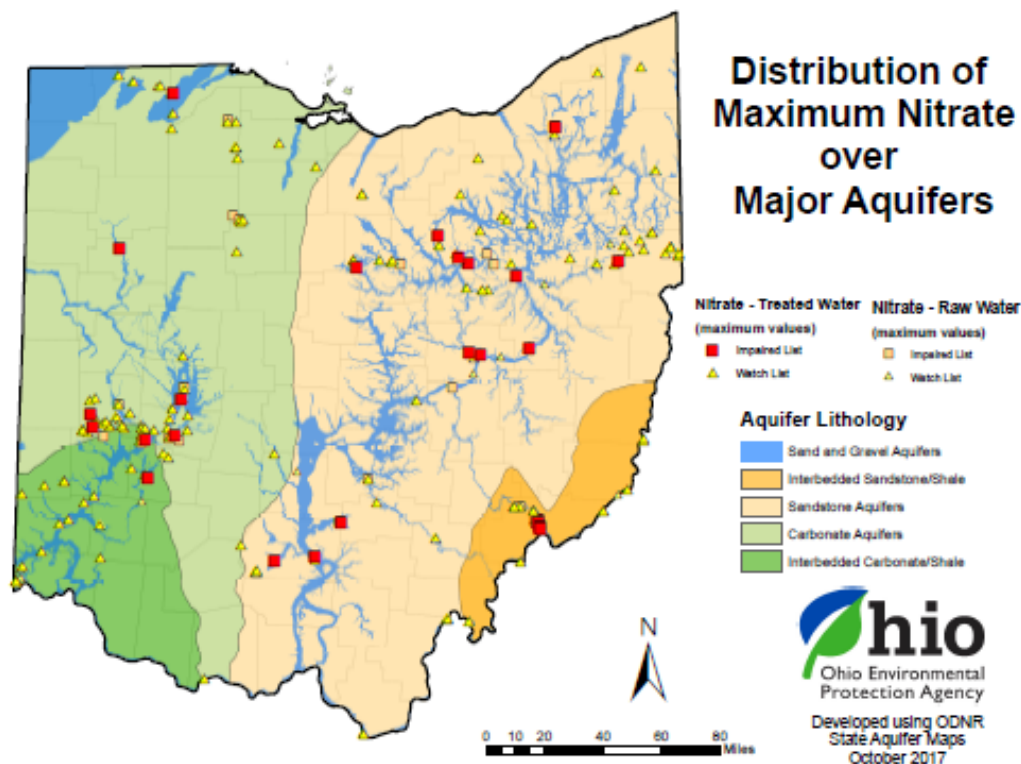 Distribution of
Maximum Nitrate
over
Major Aquifers
Nitrate - Treated Water
(maximum values)
Impaired List
Watch List
Nitrate - Raw Water
(maximum values)
Impaired List
Watch List
Aquifer Lithology
Sand and Gravel Aquifers
Interbedded Sandstone/Shale
Sandstone Aquifers
Carbonate Aquifers
Interbedded Carbonate/Shale
N
0 10 20 40 60 80
Miles
Ohio
Ohio Environmental
Protection Agency
Developed using ODNR
State Aquifer Maps
October 2017